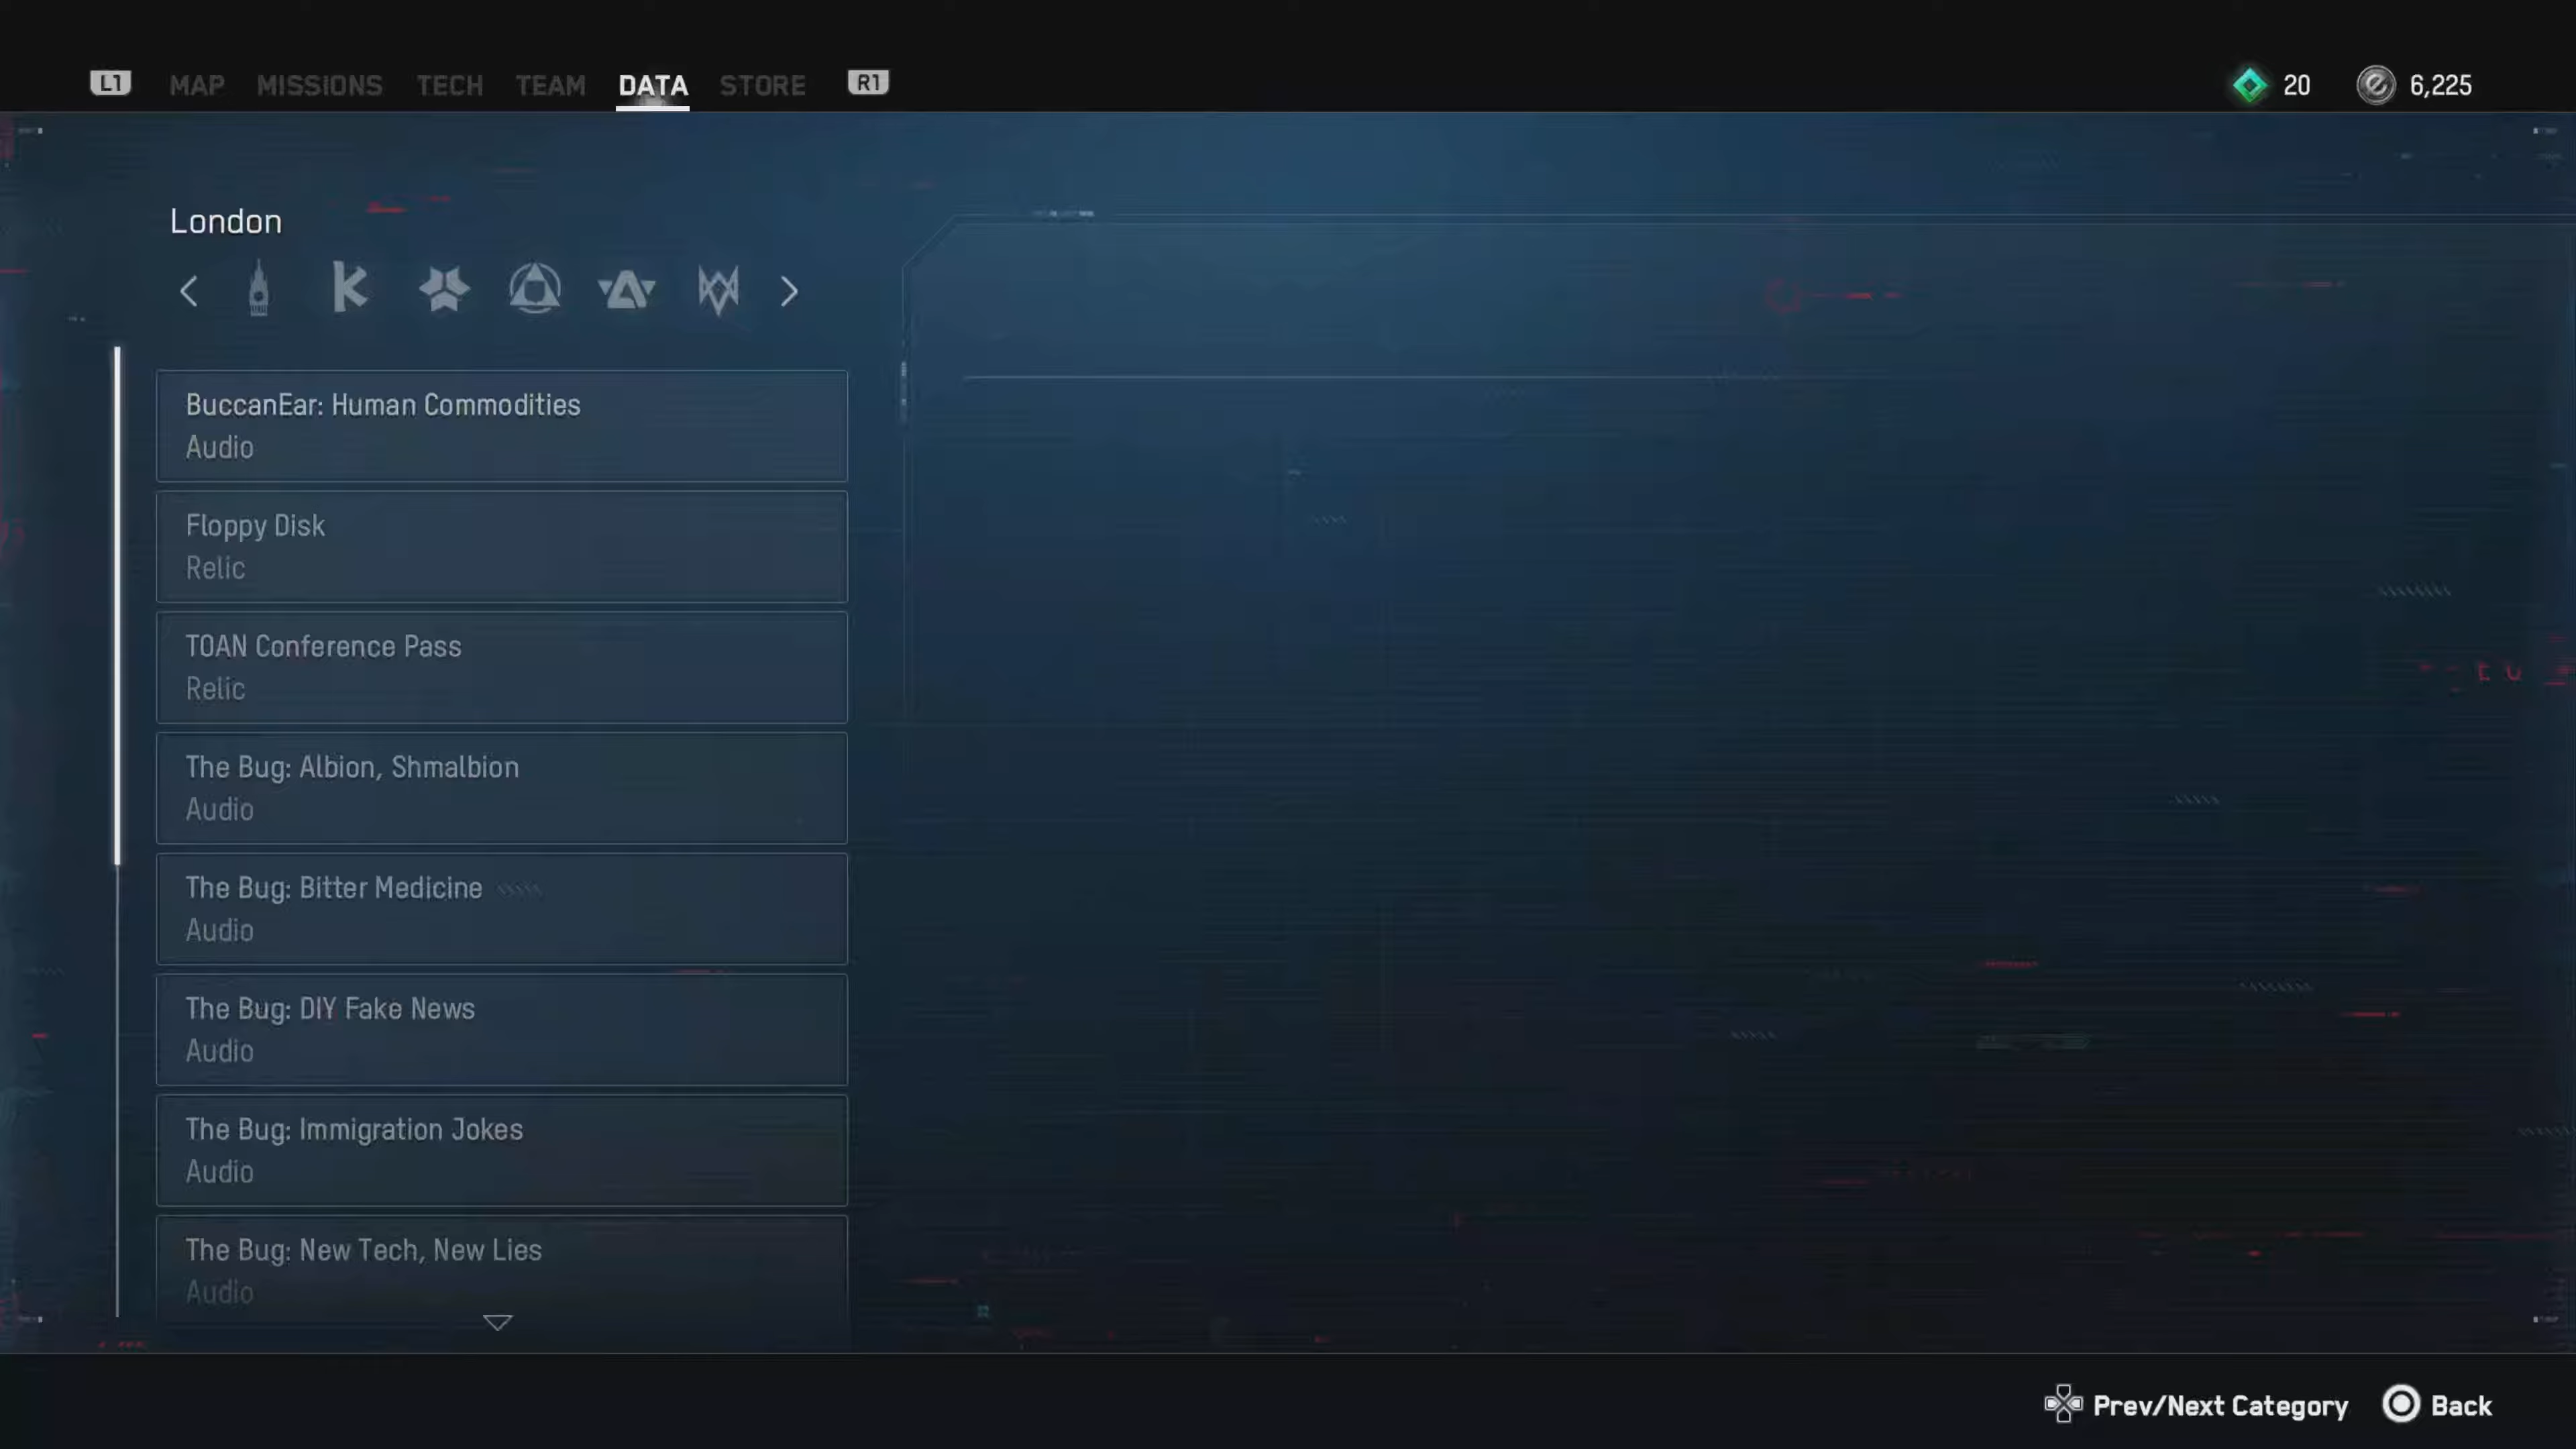 L1 MAP MISSIONS TECH TEAM DATA STORE R1 20 6,225
London
BuccanEar: Human Commodities
Audio
Floppy Disk
Relic
TOAN Conference Pass
Relic
The Bug: Albion, Shmalbion
Audio
The Bug: Bitter Medicine
Audio
The Bug: DIY Fake News
Audio
The Bug: Immigration Jokes
Audio
The Bug: New Tech, New Lies
Audio
Prev/Next Category Back